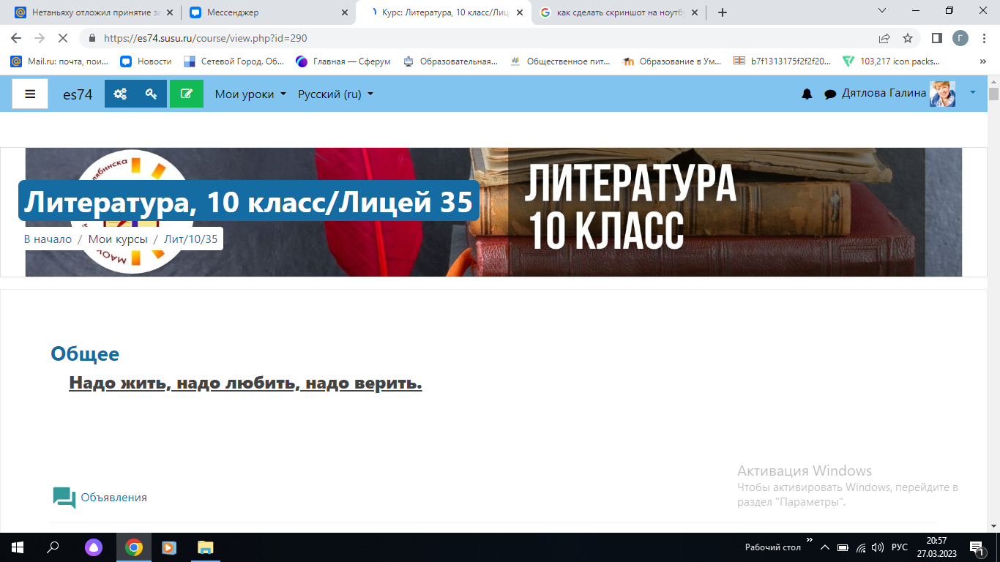 Нетаньяху отложил принятие за
Мессенджер
Курс: Литература, 10 класс/Лице
как сделать скриншот на ноутбу
https://es74.susu.ru/course/view.php?id=290
Г
Mail.ru: почта, пои...
Новости
Сетевой Город. Об...
Главная — Сферум
Образовательная...
Общественное пит...
Образование в Ум...
b7f1313175f2f2f20...
103,217 icon packs...
es74
Мои уроки
Русский (ru)
Дятлова Галина
ЛИТЕРАТУРА
10 КЛАСС
Литература, 10 класс/Лицей 35
В начало / Мои курсы / Лит/10/35
Общее
Надо жить, надо любить, надо верить.
Объявления
Активация Windows
Чтобы активировать Windows, перейдите в
раздел "Параметры".
Рабочий стол
РУС
20:57
27.03.2023
1